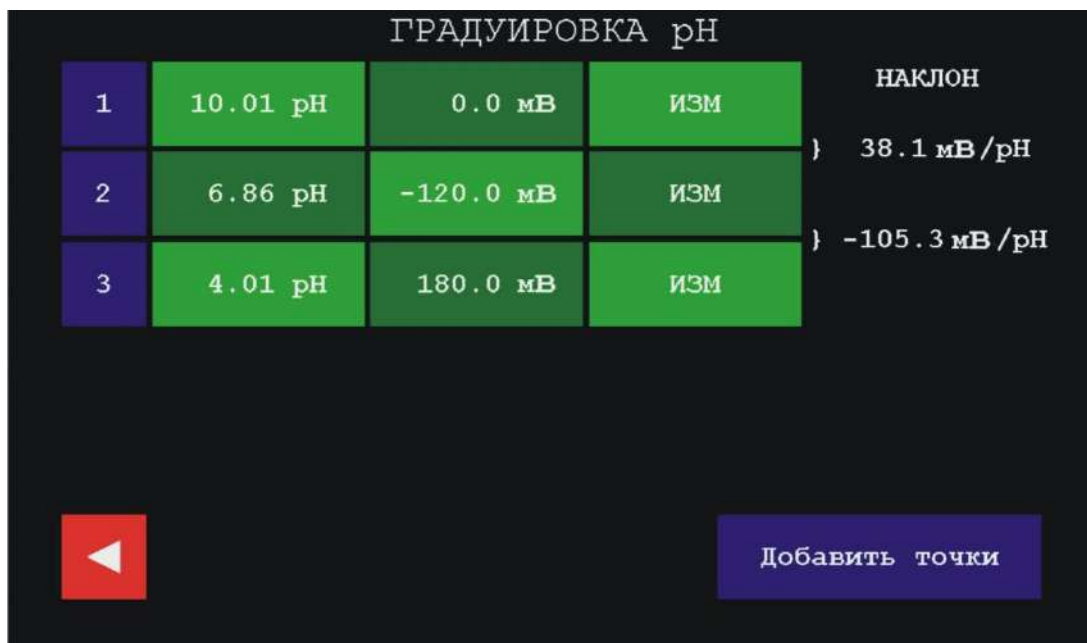 ГРАДУИРОВКА pH
НАКЛОН
1 10.01 pH 0.0 мВ ИЗМ
} 38.1 мВ/pH
2 6.86 pH -120.0 мВ ИЗМ
} -105.3 мВ/pH
3 4.01 pH 180.0 мВ ИЗМ
Добавить точки